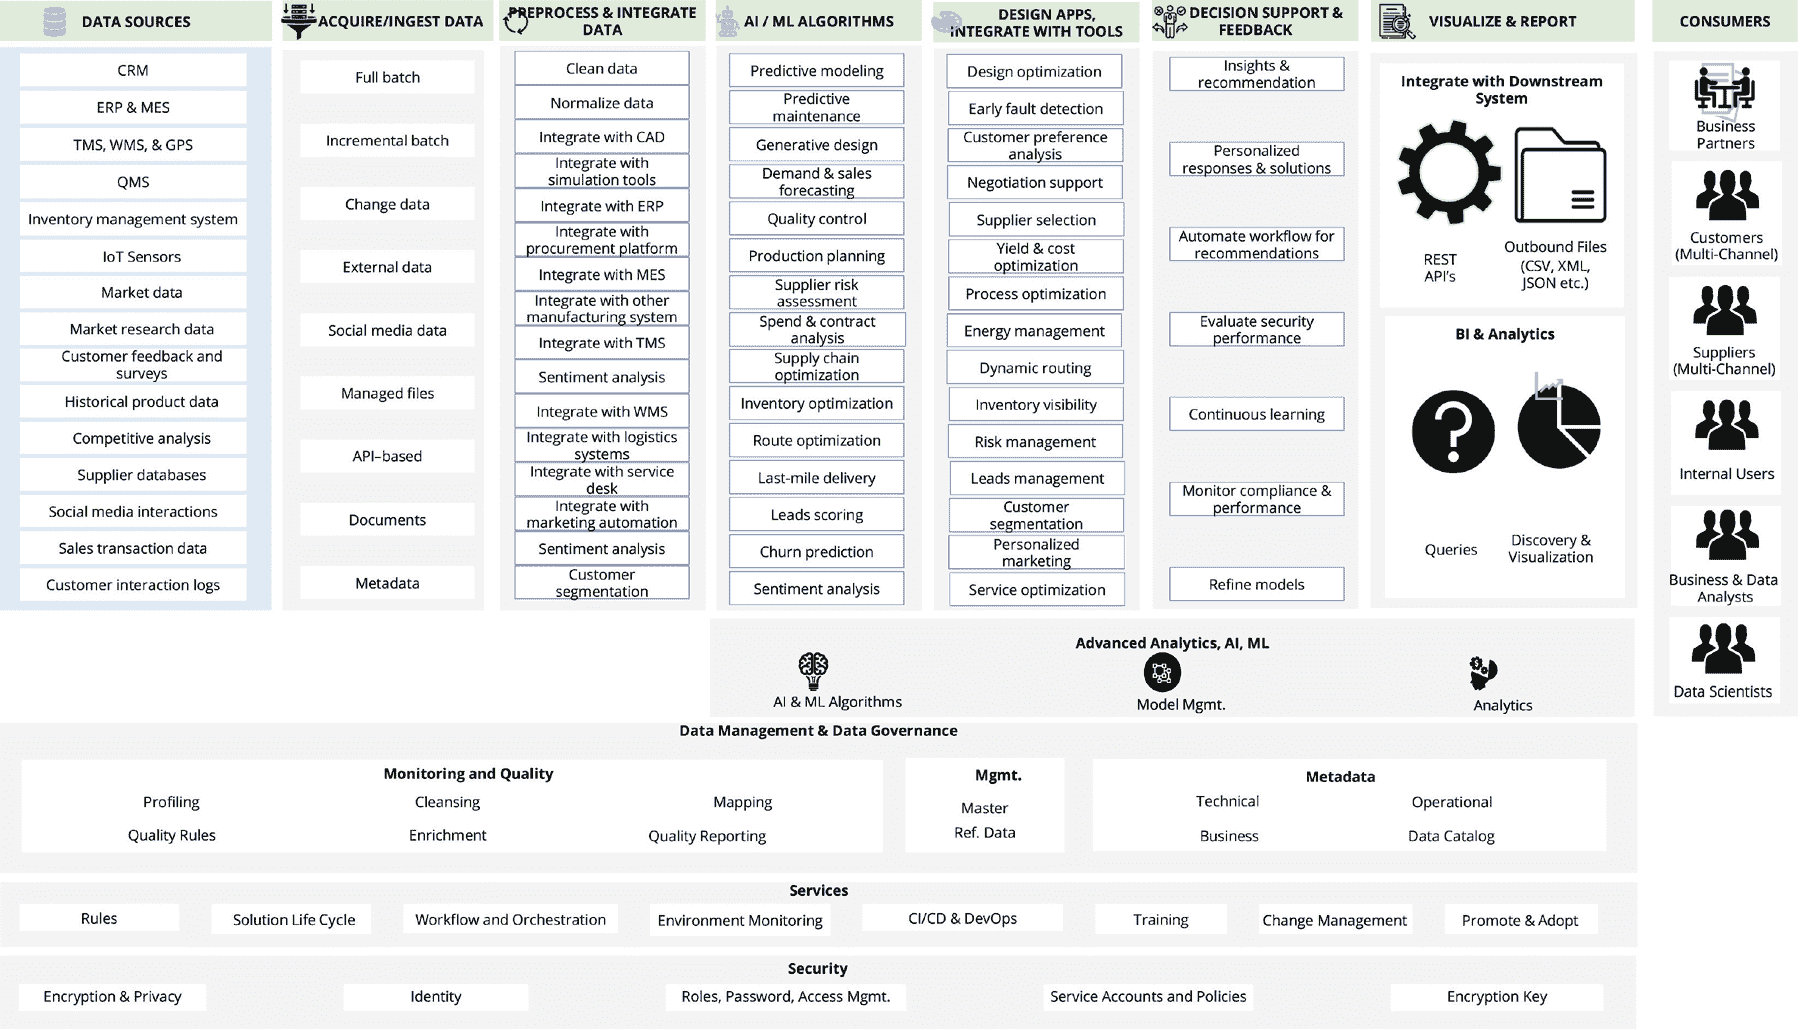 DATA SOURCES
CRM
ERP & MES
TMS, WMS, & GPS
QMS
Inventory management system
IoT Sensors
Market data
Market research data
Customer feedback and
surveys
Historical product data
Competitive analysis
Supplier databases
Social media interactions
Sales transaction data
Customer interaction logs
ACQUIRE/INGEST DATA
Full batch
Incremental batch
Change data
External data
Social media data
Managed files
API–based
Documents
Metadata
PREPROCESS & INTEGRATE
DATA
Clean data
Normalize data
Integrate with CAD
Integrate with
simulation tools
Integrate with ERP
Integrate with
procurement platform
Integrate with MES
Integrate with other
manufacturing system
Integrate with TMS
Sentiment analysis
Integrate with WMS
Integrate with logistics
systems
Integrate with service
desk
Integrate with
marketing automation
Sentiment analysis
Customer
segmentation
AI / ML ALGORITHMS
Predictive modeling
Predictive
maintenance
Generative design
Demand & sales
forecasting
Quality control
Production planning
Supplier risk
assessment
Spend & contract
analysis
Supply chain
optimization
Inventory optimization
Route optimization
Last-mile delivery
Leads scoring
Churn prediction
Sentiment analysis
DESIGN APPS,
INTEGRATE WITH TOOLS
Design optimization
Early fault detection
Customer preference
analysis
Negotiation support
Supplier selection
Yield & cost
optimization
Process optimization
Energy management
Dynamic routing
Inventory visibility
Risk management
Leads management
Customer
segmentation
Personalized
marketing
Service optimization
DECISION SUPPORT &
FEEDBACK
Insights &
recommendation
Personalized
responses & solutions
Automate workflow for
recommendations
Evaluate security
performance
Continuous learning
Monitor compliance &
performance
Refine models
VISUALIZE & REPORT
Integrate with Downstream
System
REST
API's
Outbound Files
(CSV, XML,
JSON etc.)
BI & Analytics
Queries
Discovery &
Visualization
CONSUMERS
Business
Partners
Customers
(Multi-Channel)
Suppliers
(Multi-Channel)
Internal Users
Business & Data
Analysts
Data Scientists
Advanced Analytics, AI, ML
AI & ML Algorithms
Model Mgmt.
Analytics
Data Management & Data Governance
Monitoring and Quality
Profiling
Cleansing
Mapping
Quality Rules
Enrichment
Quality Reporting
Mgmt.
Master
Ref. Data
Metadata
Technical
Operational
Business
Data Catalog
Services
Rules
Solution Life Cycle
Workflow and Orchestration
Environment Monitoring
CI/CD & DevOps
Training
Change Management
Promote & Adopt
Security
Encryption & Privacy
Identity
Roles, Password, Access Mgmt.
Service Accounts and Policies
Encryption Key